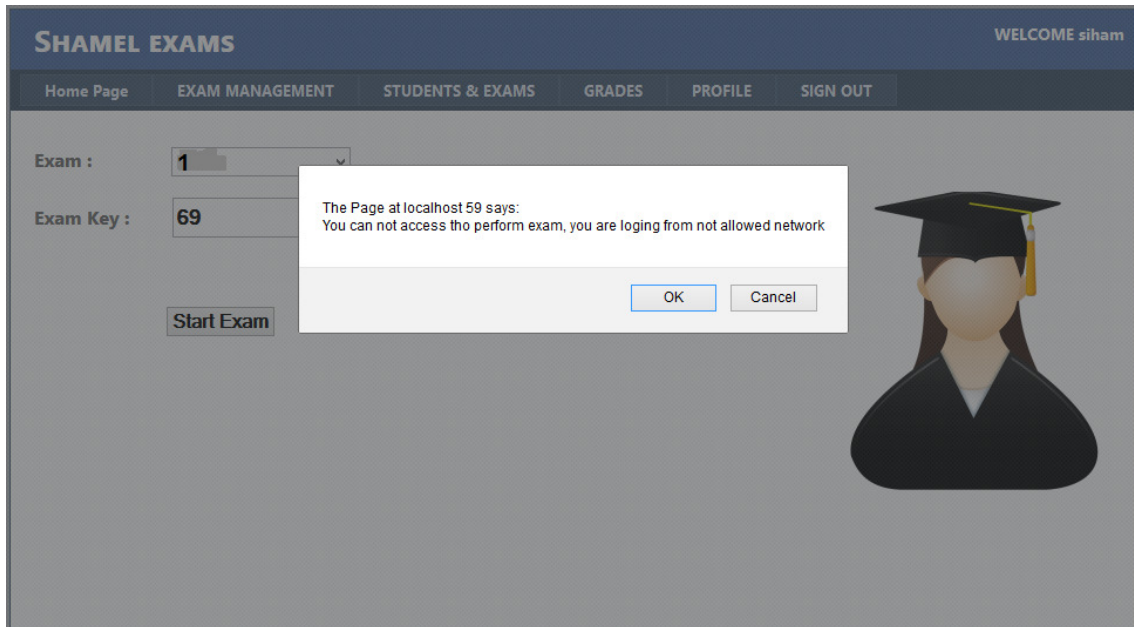 SHAMEL EXAMS
WELCOME siham
Home Page EXAM MANAGEMENT STUDENTS & EXAMS GRADES PROFILE SIGN OUT
Exam : 1
Exam Key : 69
The Page at localhost 59 says:
You can not access tho perform exam, you are loging from not allowed network
OK Cancel
Start Exam